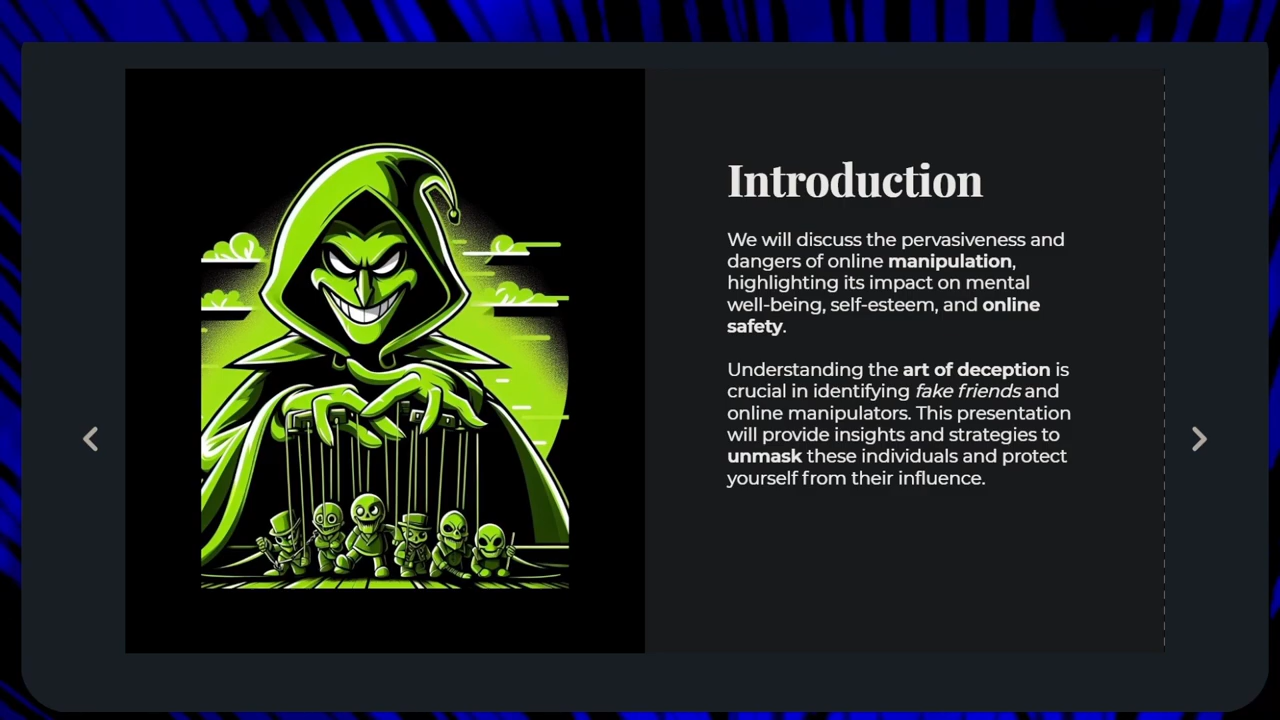 Introduction
We will discuss the pervasiveness and
dangers of online manipulation,
highlighting its impact on mental
well-being, self-esteem, and online
safety.
Understanding the art of deception is
crucial in identifying fake friends and
online manipulators. This presentation
will provide insights and strategies to
unmask these individuals and protect
yourself from their influence.